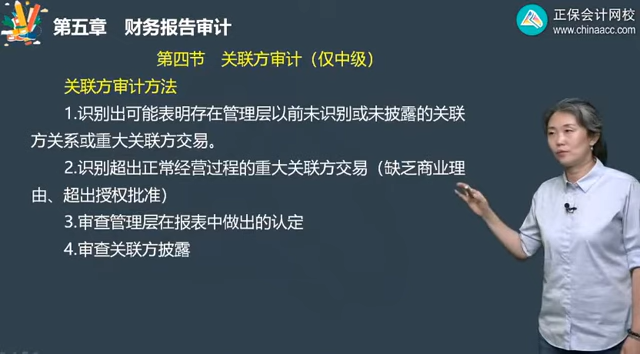 第五章 财务报告审计
正保会计网校
www.chinaacc.com
第四节 关联方审计（仅中级）
关联方审计方法
1.识别出可能表明存在管理层以前未识别或未披露的关联
方关系或重大关联方交易。
2.识别超出正常经营过程的重大关联方交易（缺乏商业理
由、超出授权批准）
3.审查管理层在报表中做出的认定
4.审查关联方披露